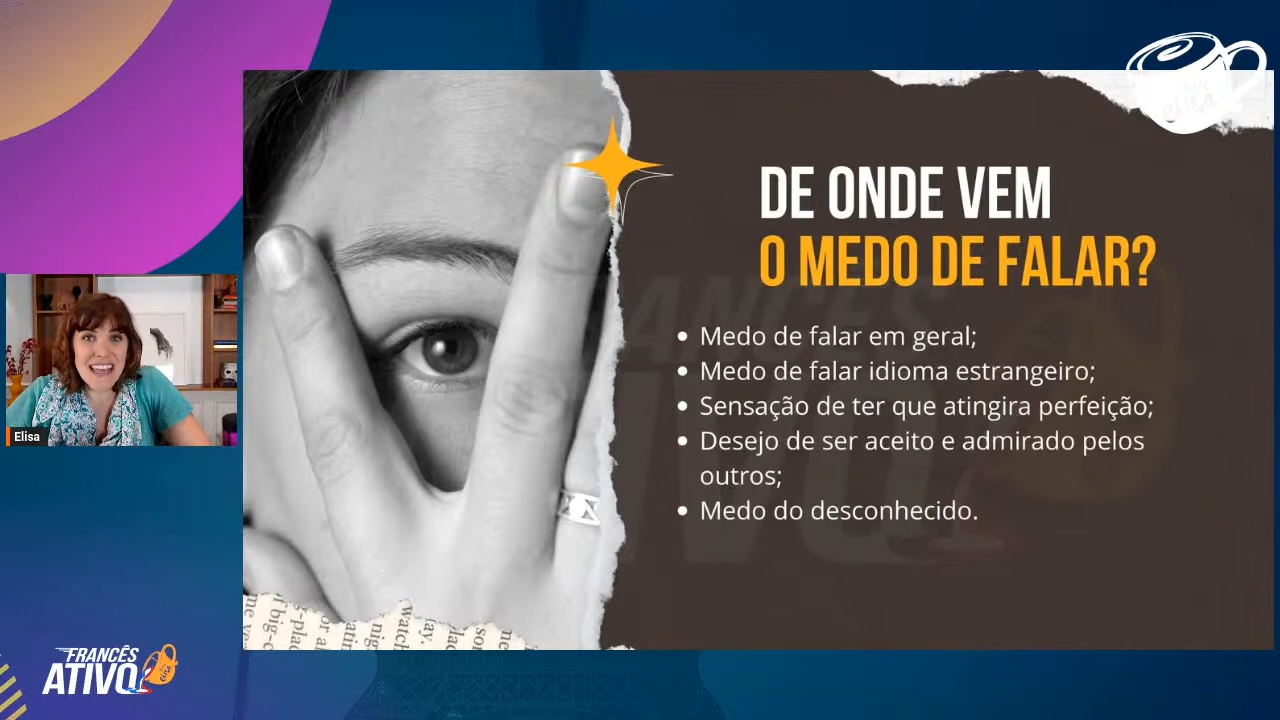 DE ONDE VEM
O MEDO DE FALAR?
Medo de falar em geral;
Medo de falar idioma estrangeiro;
Sensação de ter que atingira perfeição;
Desejo de ser aceito e admirado pelos
outros;
Medo do desconhecido.
Elisa
FRANCÊS
ATIVO
elisa